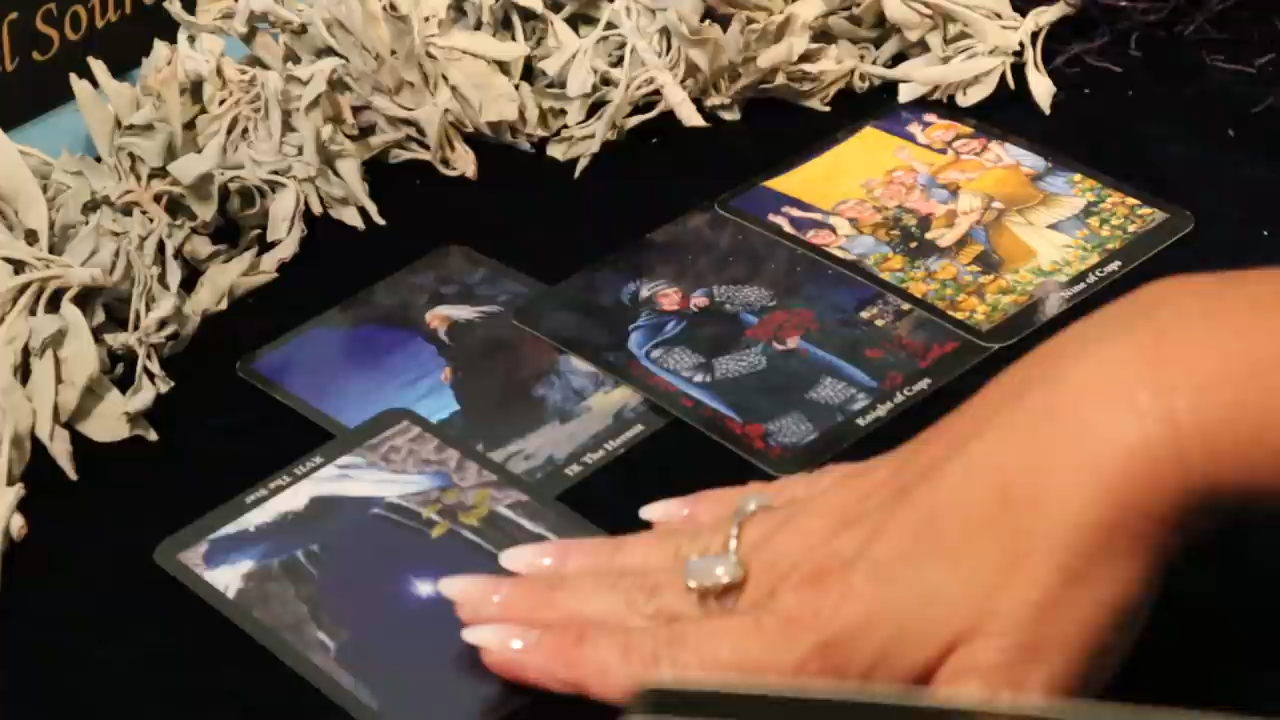 l Sour
Nine of Cups
Knight of Cups
IX The Hermit
XVII The Star